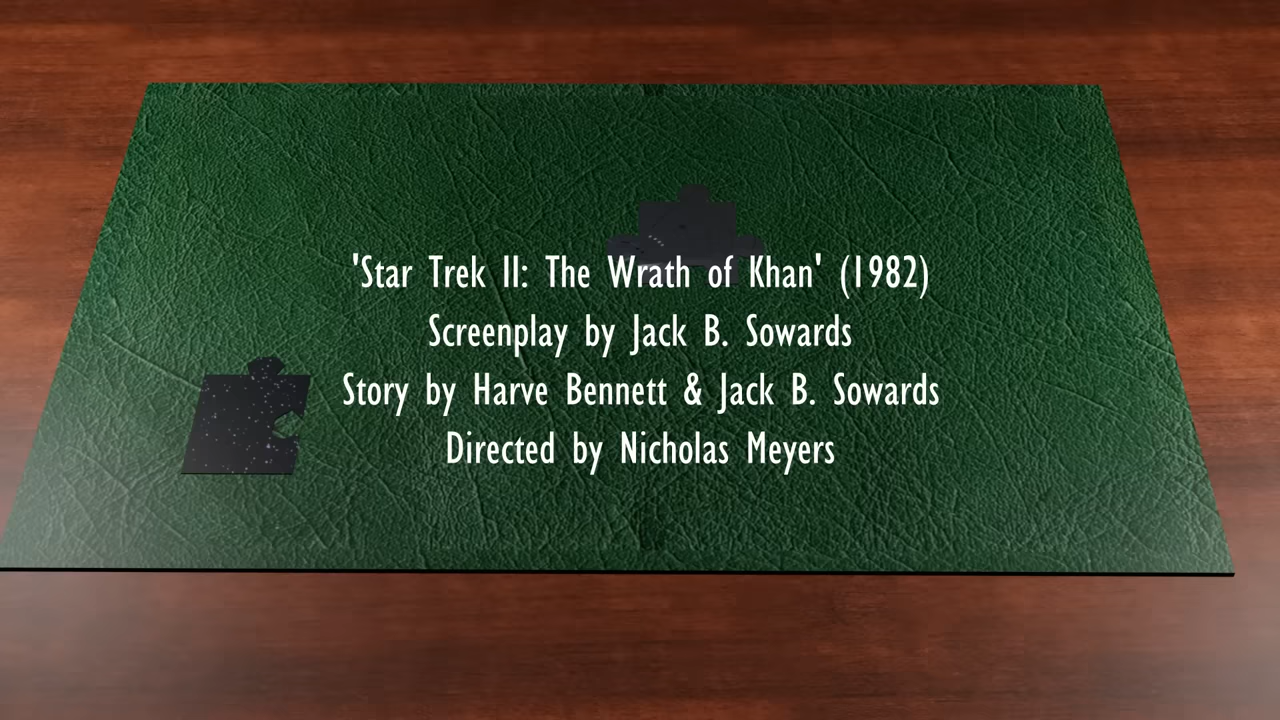 'Star Trek II: The Wrath of Khan' (1982)
Screenplay by Jack B. Sowards
Story by Harve Bennett & Jack B. Sowards
Directed by Nicholas Meyers